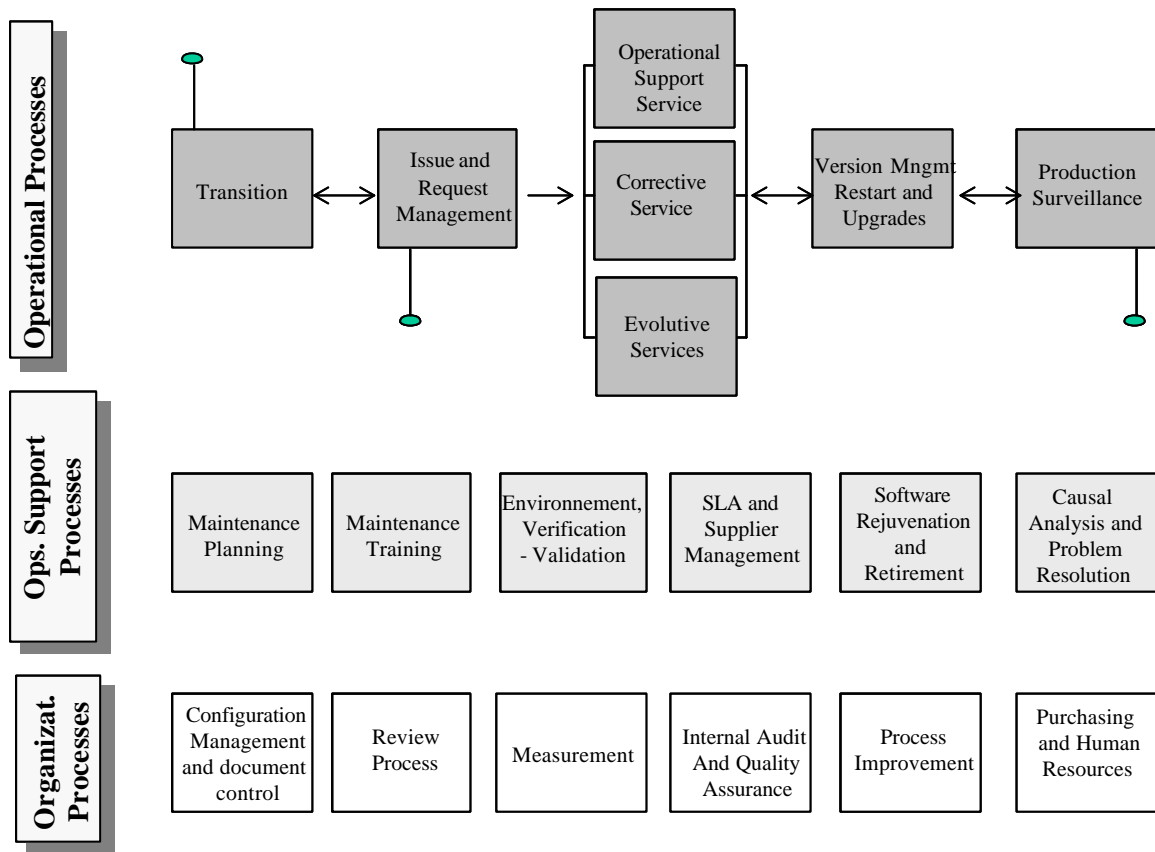 Operational Processes
Operational
Support
Service
Transition
Issue and
Request
Management
Corrective
Service
Version Mngmt
Restart and
Upgrades
Production
Surveillance
Evolutive
Services
Ops. Support
Processes
Maintenance
Planning
Maintenance
Training
Environnement,
Verification
- Validation
SLA and
Supplier
Management
Software
Rejuvenation
and
Retirement
Causal
Analysis and
Problem
Resolution
Organizat.
Processes
Configuration
Management
and document
control
Review
Process
Measurement
Internal Audit
And Quality
Assurance
Process
Improvement
Purchasing
and Human
Resources